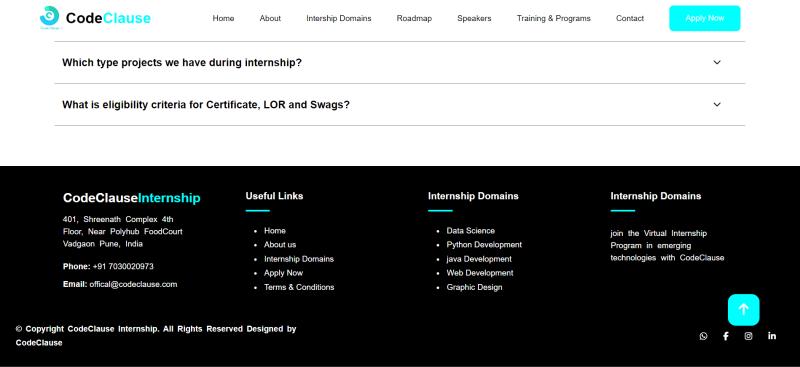 CodeClause
Home About Intership Domains Roadmap Speakers Training & Programs Contact Apply Now
Which type projects we have during internship?
What is eligibility criteria for Certificate, LOR and Swags?
CodeClauseInternship
401, Shreenath Complex 4th
Floor, Near Polyhub FoodCourt
Vadgaon Pune, India
Phone: +91 7030020973
Email: offical@codeclause.com
Useful Links
Home
About us
Internship Domains
Apply Now
Terms & Conditions
Internship Domains
Data Science
Python Development
java Development
Web Development
Graphic Design
Internship Domains
join the Virtual Internship
Program in emerging
technologies with CodeClause
© Copyright CodeClause Internship. All Rights Reserved Designed by
CodeClause